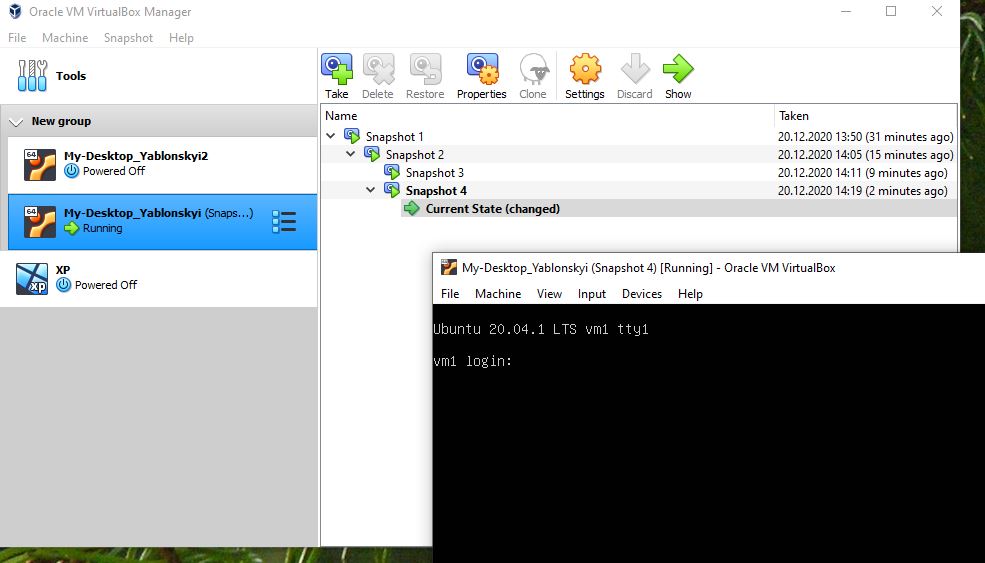 Oracle VM VirtualBox Manager
File Machine Snapshot Help
Tools
Take Delete Restore Properties Clone Settings Discard Show
New group
64 My-Desktop_Yablonskyi2
Powered Off
64 My-Desktop_Yablonskyi (Snaps...)
Running
XP
xp Powered Off
Name Taken
Snapshot 1 20.12.2020 13:50 (31 minutes ago)
Snapshot 2 20.12.2020 14:05 (15 minutes ago)
Snapshot 3 20.12.2020 14:11 (9 minutes ago)
Snapshot 4 20.12.2020 14:19 (2 minutes ago)
Current State (changed)
My-Desktop_Yablonskyi (Snapshot 4) [Running] - Oracle VM VirtualBox
File Machine View Input Devices Help
Ubuntu 20.04.1 LTS vm1 tty1
vm1 login: